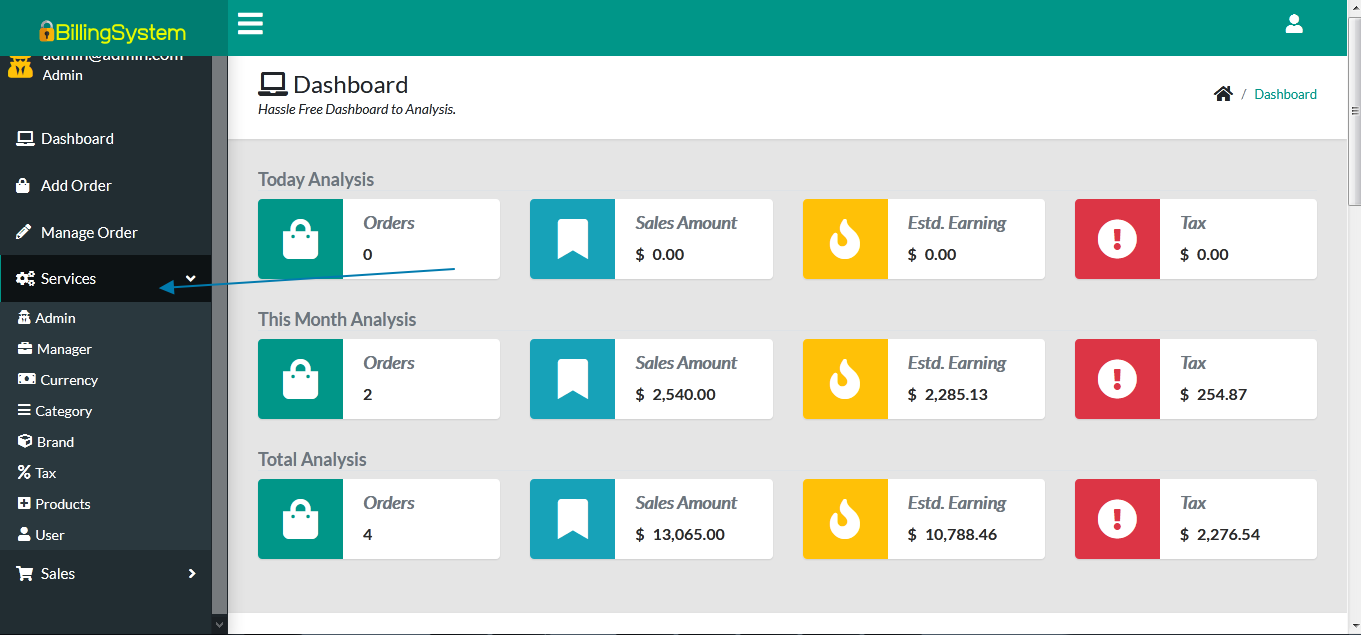 BillingSystem
admin@admin.com
Admin
Dashboard
Add Order
Manage Order
Services
Admin
Manager
Currency
Category
Brand
Tax
Products
User
Sales
Dashboard
Hassle Free Dashboard to Analysis.
/ Dashboard
Today Analysis
Orders
0
Sales Amount
$ 0.00
Estd. Earning
$ 0.00
Tax
$ 0.00
This Month Analysis
Orders
2
Sales Amount
$ 2,540.00
Estd. Earning
$ 2,285.13
Tax
$ 254.87
Total Analysis
Orders
4
Sales Amount
$ 13,065.00
Estd. Earning
$ 10,788.46
Tax
$ 2,276.54